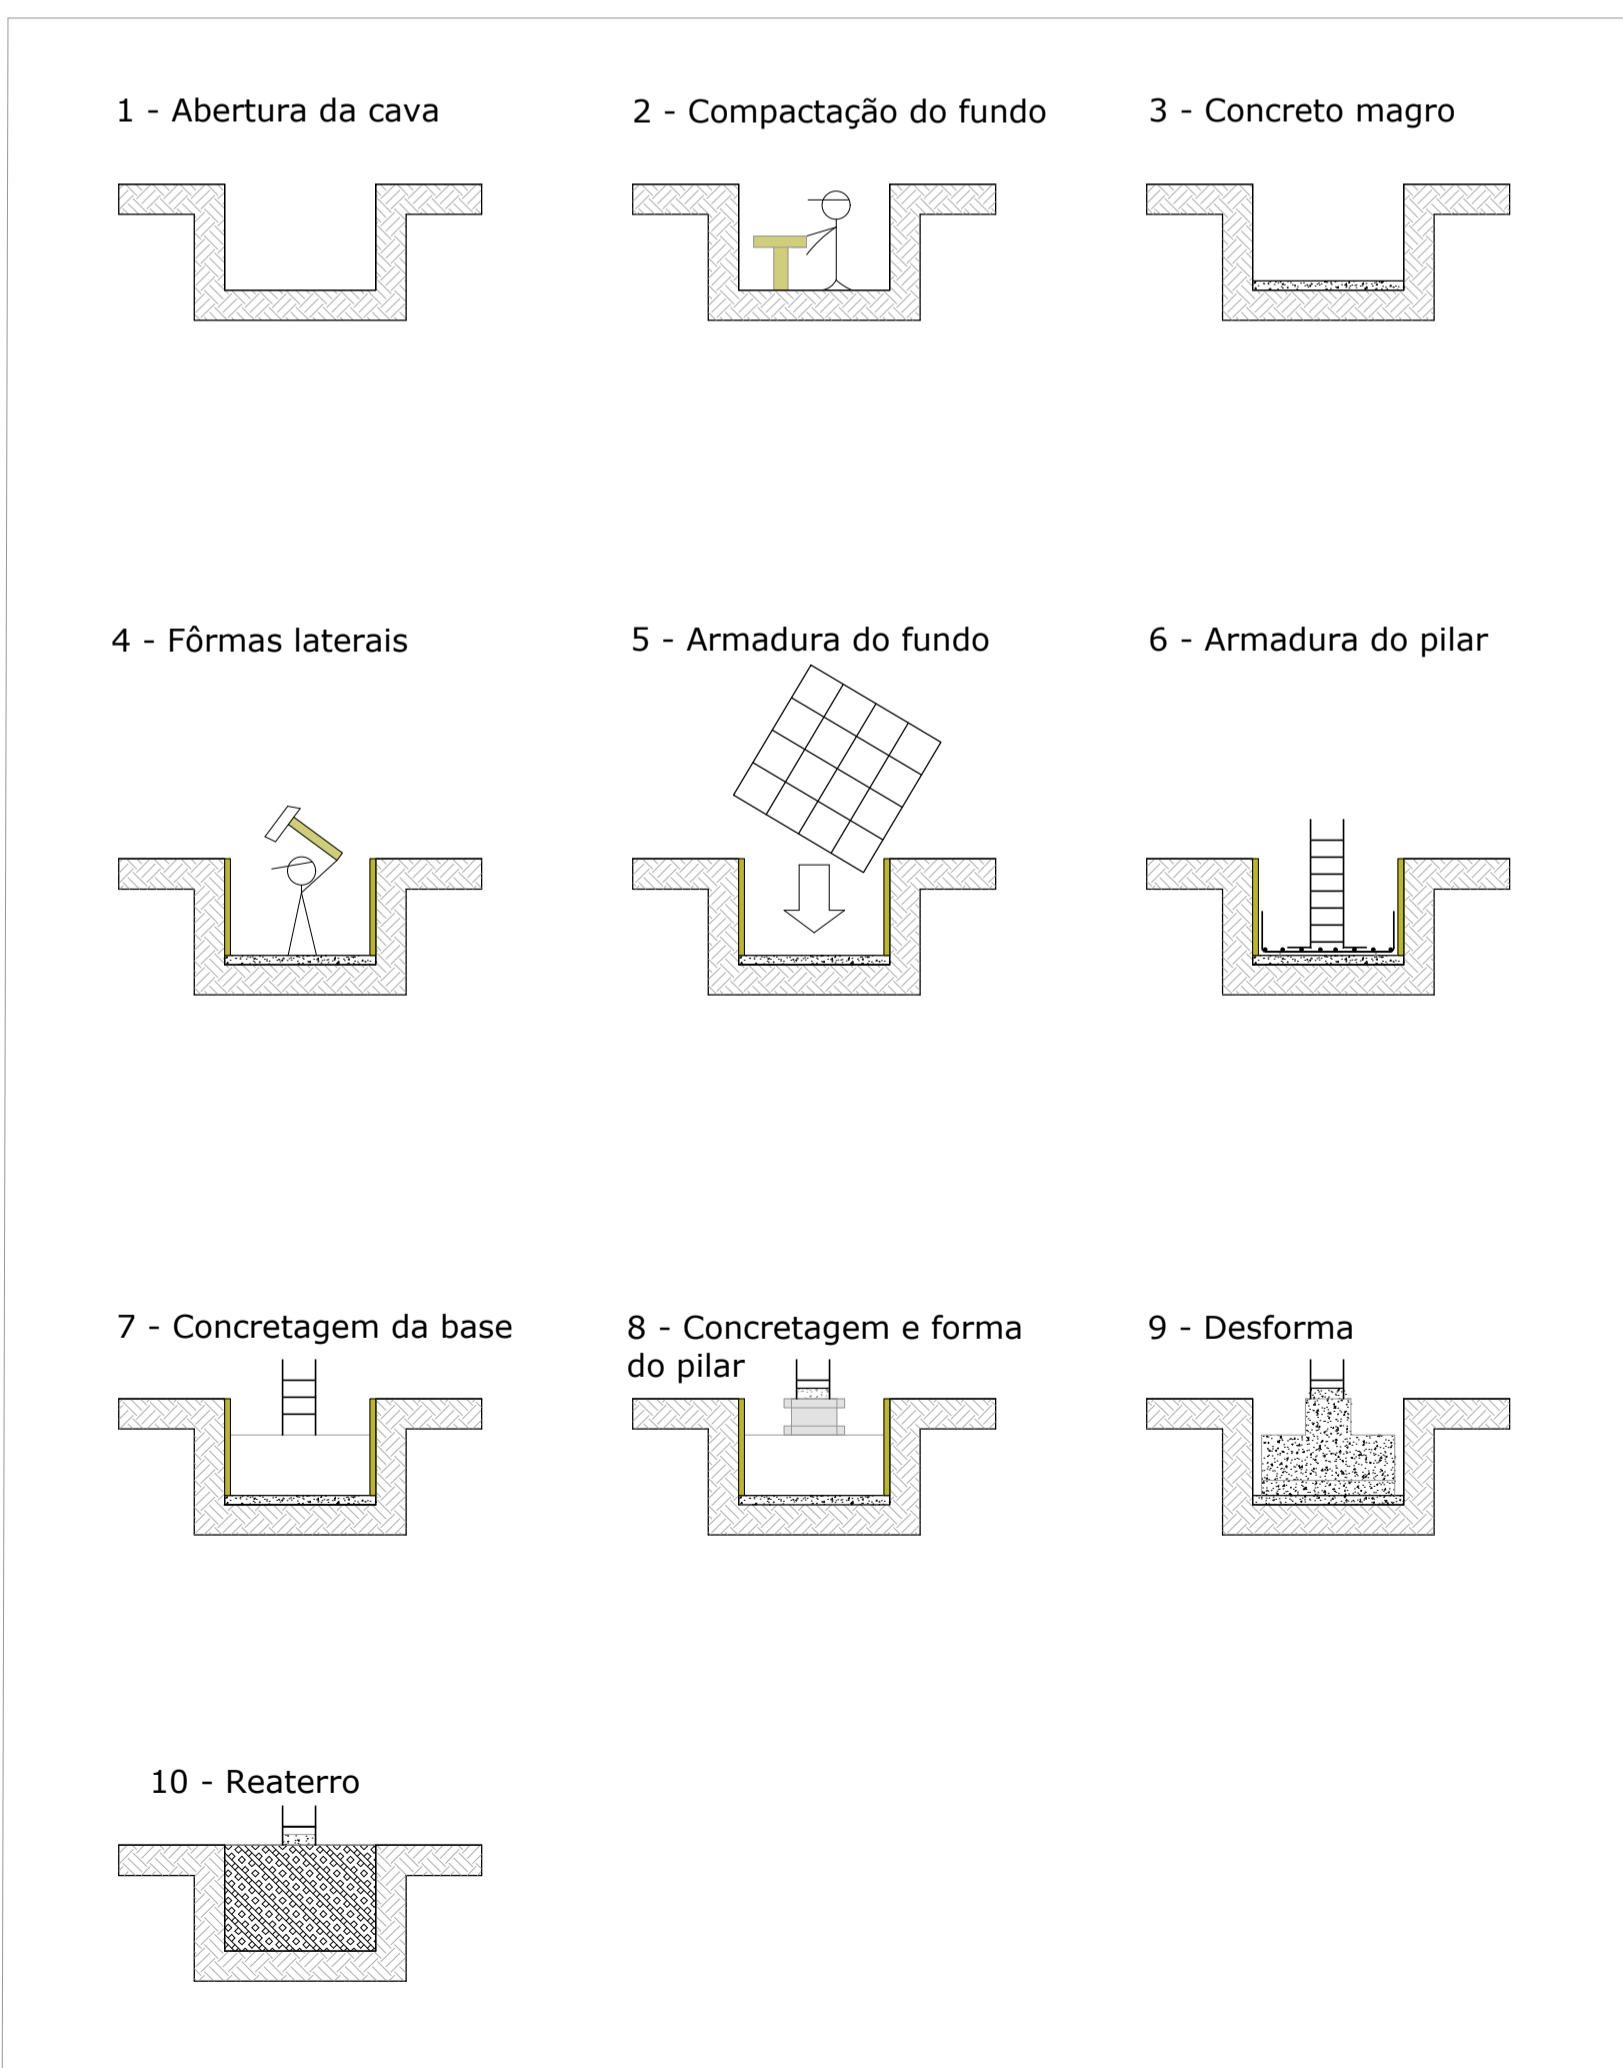 1 - Abertura da cava
2 - Compactação do fundo
3 - Concreto magro
4 - Fôrmas laterais
5 - Armadura do fundo
6 - Armadura do pilar
7 - Concretagem da base
8 - Concretagem e forma
do pilar
9 - Desforma
10 - Reaterro